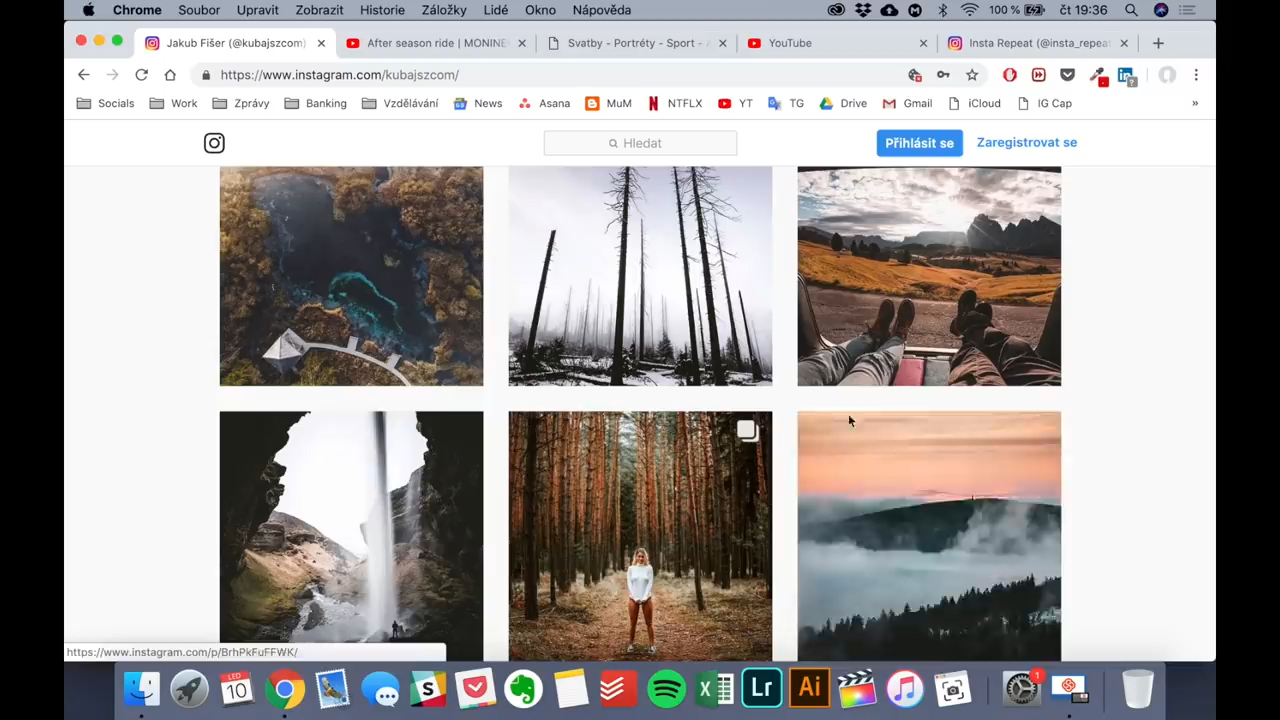 Chrome Soubor Upravit Zobrazit Historie Záložky Lidé Okno Nápověda 100 % čt 19:36
Jakub Fišer (@kubajszcom) After season ride | MONINE Svatby - Portréty - Sport - A YouTube Insta Repeat (@insta_repeat
https://www.instagram.com/kubajszcom/
Socials Work Zprávy Banking Vzdělávání News Asana MuM NETFLX YT TG Drive Gmail iCloud IG Cap »
Hledat Přihlásit se Zaregistrovat se
https://www.instagram.com/p/BrhPkFuFFWK/
LED
10
S
Lr
Ai
1